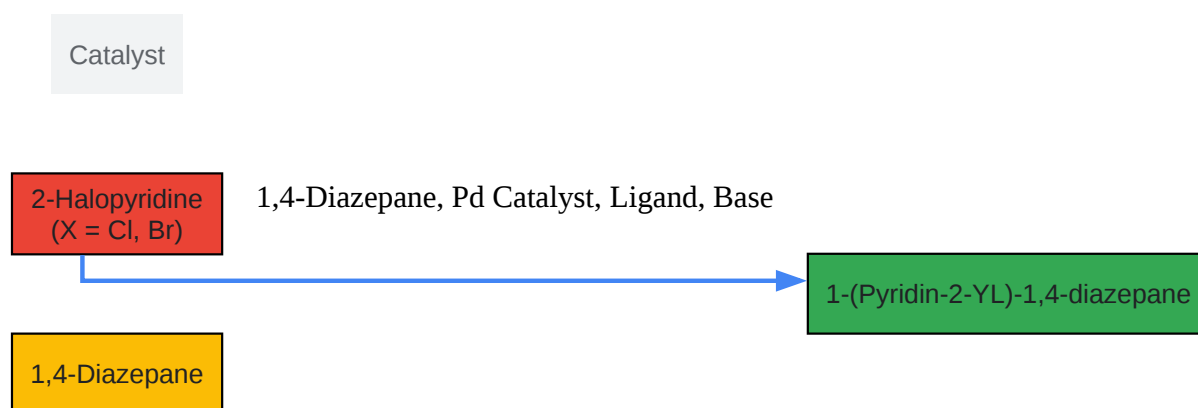 Catalyst
2-Halopyridine
(X = Cl, Br)
1,4-Diazepane, Pd Catalyst, Ligand, Base
1-(Pyridin-2-YL)-1,4-diazepane
1,4-Diazepane